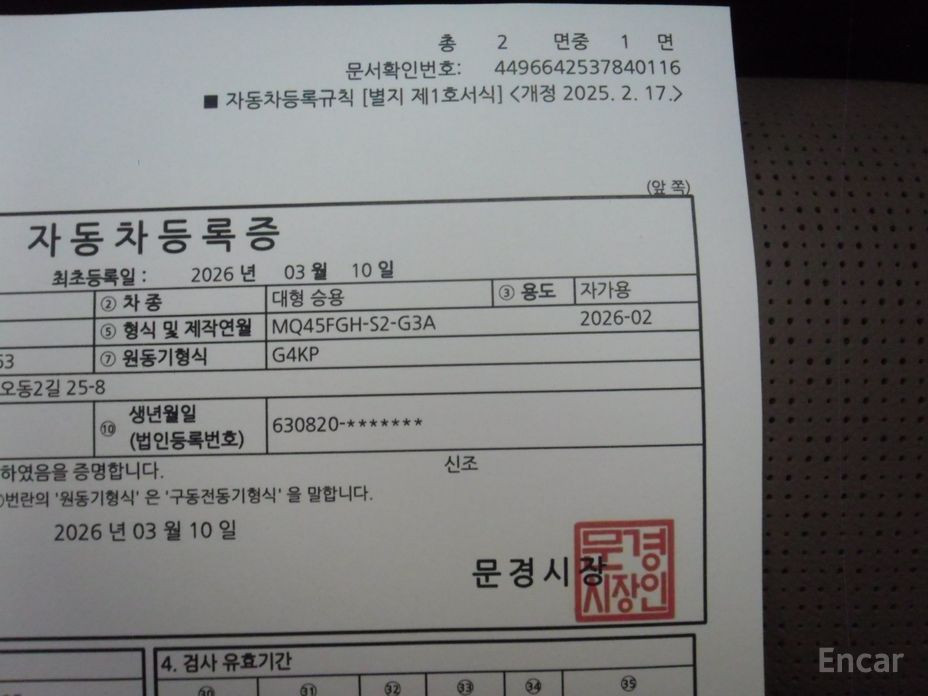 총 2 면중 1 면
문서확인번호: 4496642537840116
■ 자동차등록규칙 [별지 제1호서식] <개정 2025. 2. 17.>
(앞 쪽)
자동차등록증
최초등록일 : 2026 년 03 월 10 일
② 차 종 대형 승용 ③ 용도 자가용
⑤ 형식 및 제작연월 MQ45FGH-S2-G3A 2026-02
53 ⑦ 원동기형식 G4KP
오동2길 25-8
⑩ 생년월일
(법인등록번호) 630820-*******
하였음을 증명합니다. 신조
번란의 '원동기형식' 은 '구동전동기형식' 을 말합니다.
2026 년 03 월 10 일
문경시장
문경
시장인
4. 검사 유효기간
㉚ ㉛ ㉜ ㉝ ㉞ ㉟
Encar